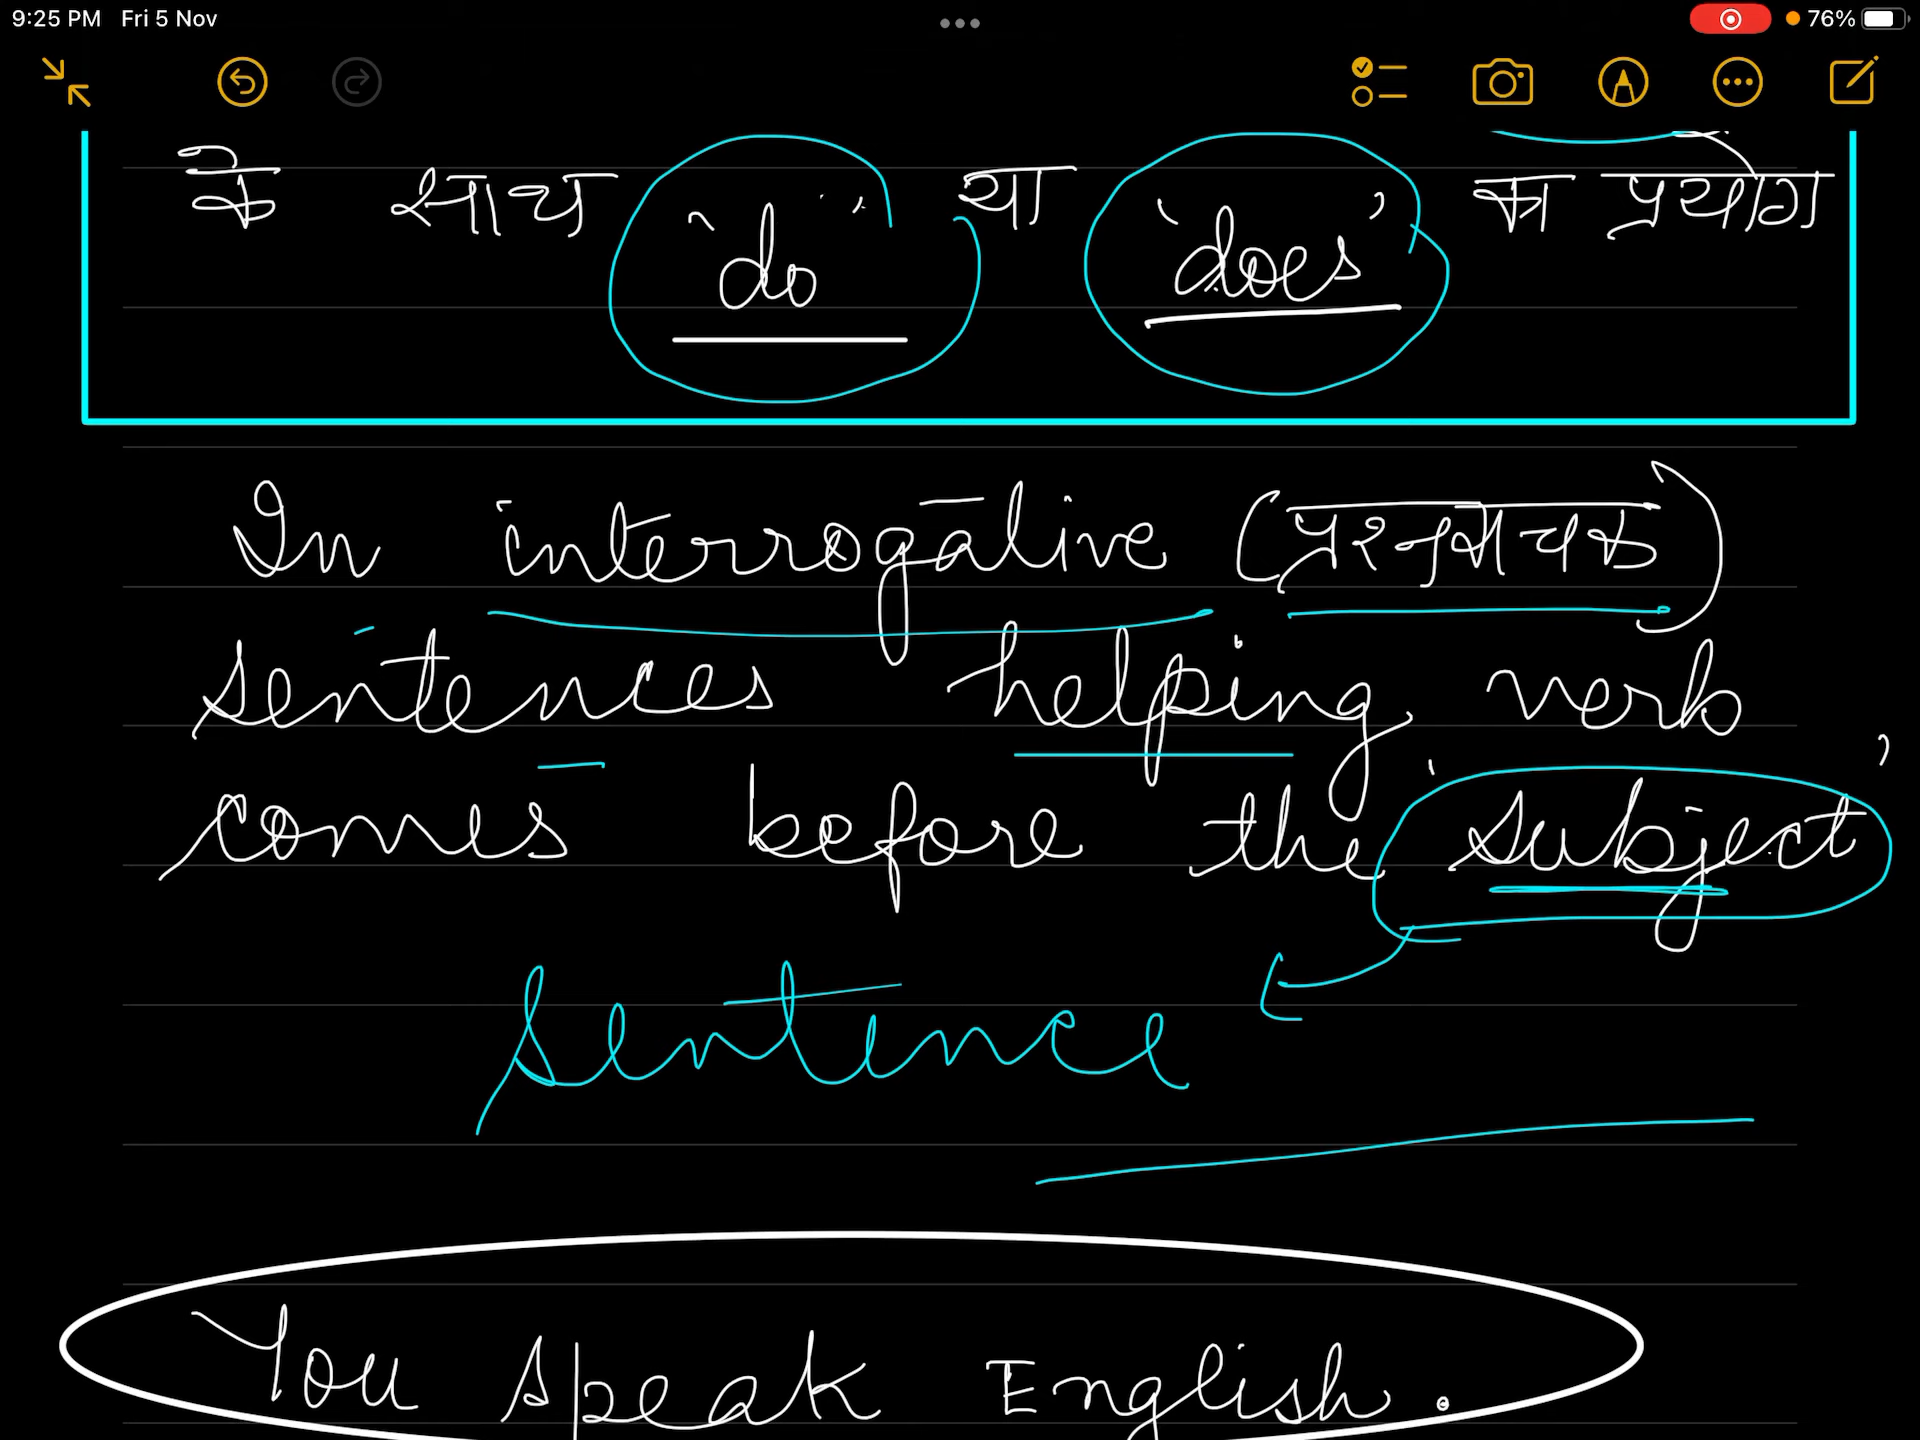 9:25 PM Fri 5 Nov 76%
के साथ 'do' या 'does' का प्रयोग
In interrogative (प्रश्नवाचक)
sentences helping verb
comes before the 'subject'
Sentence
You speak English.